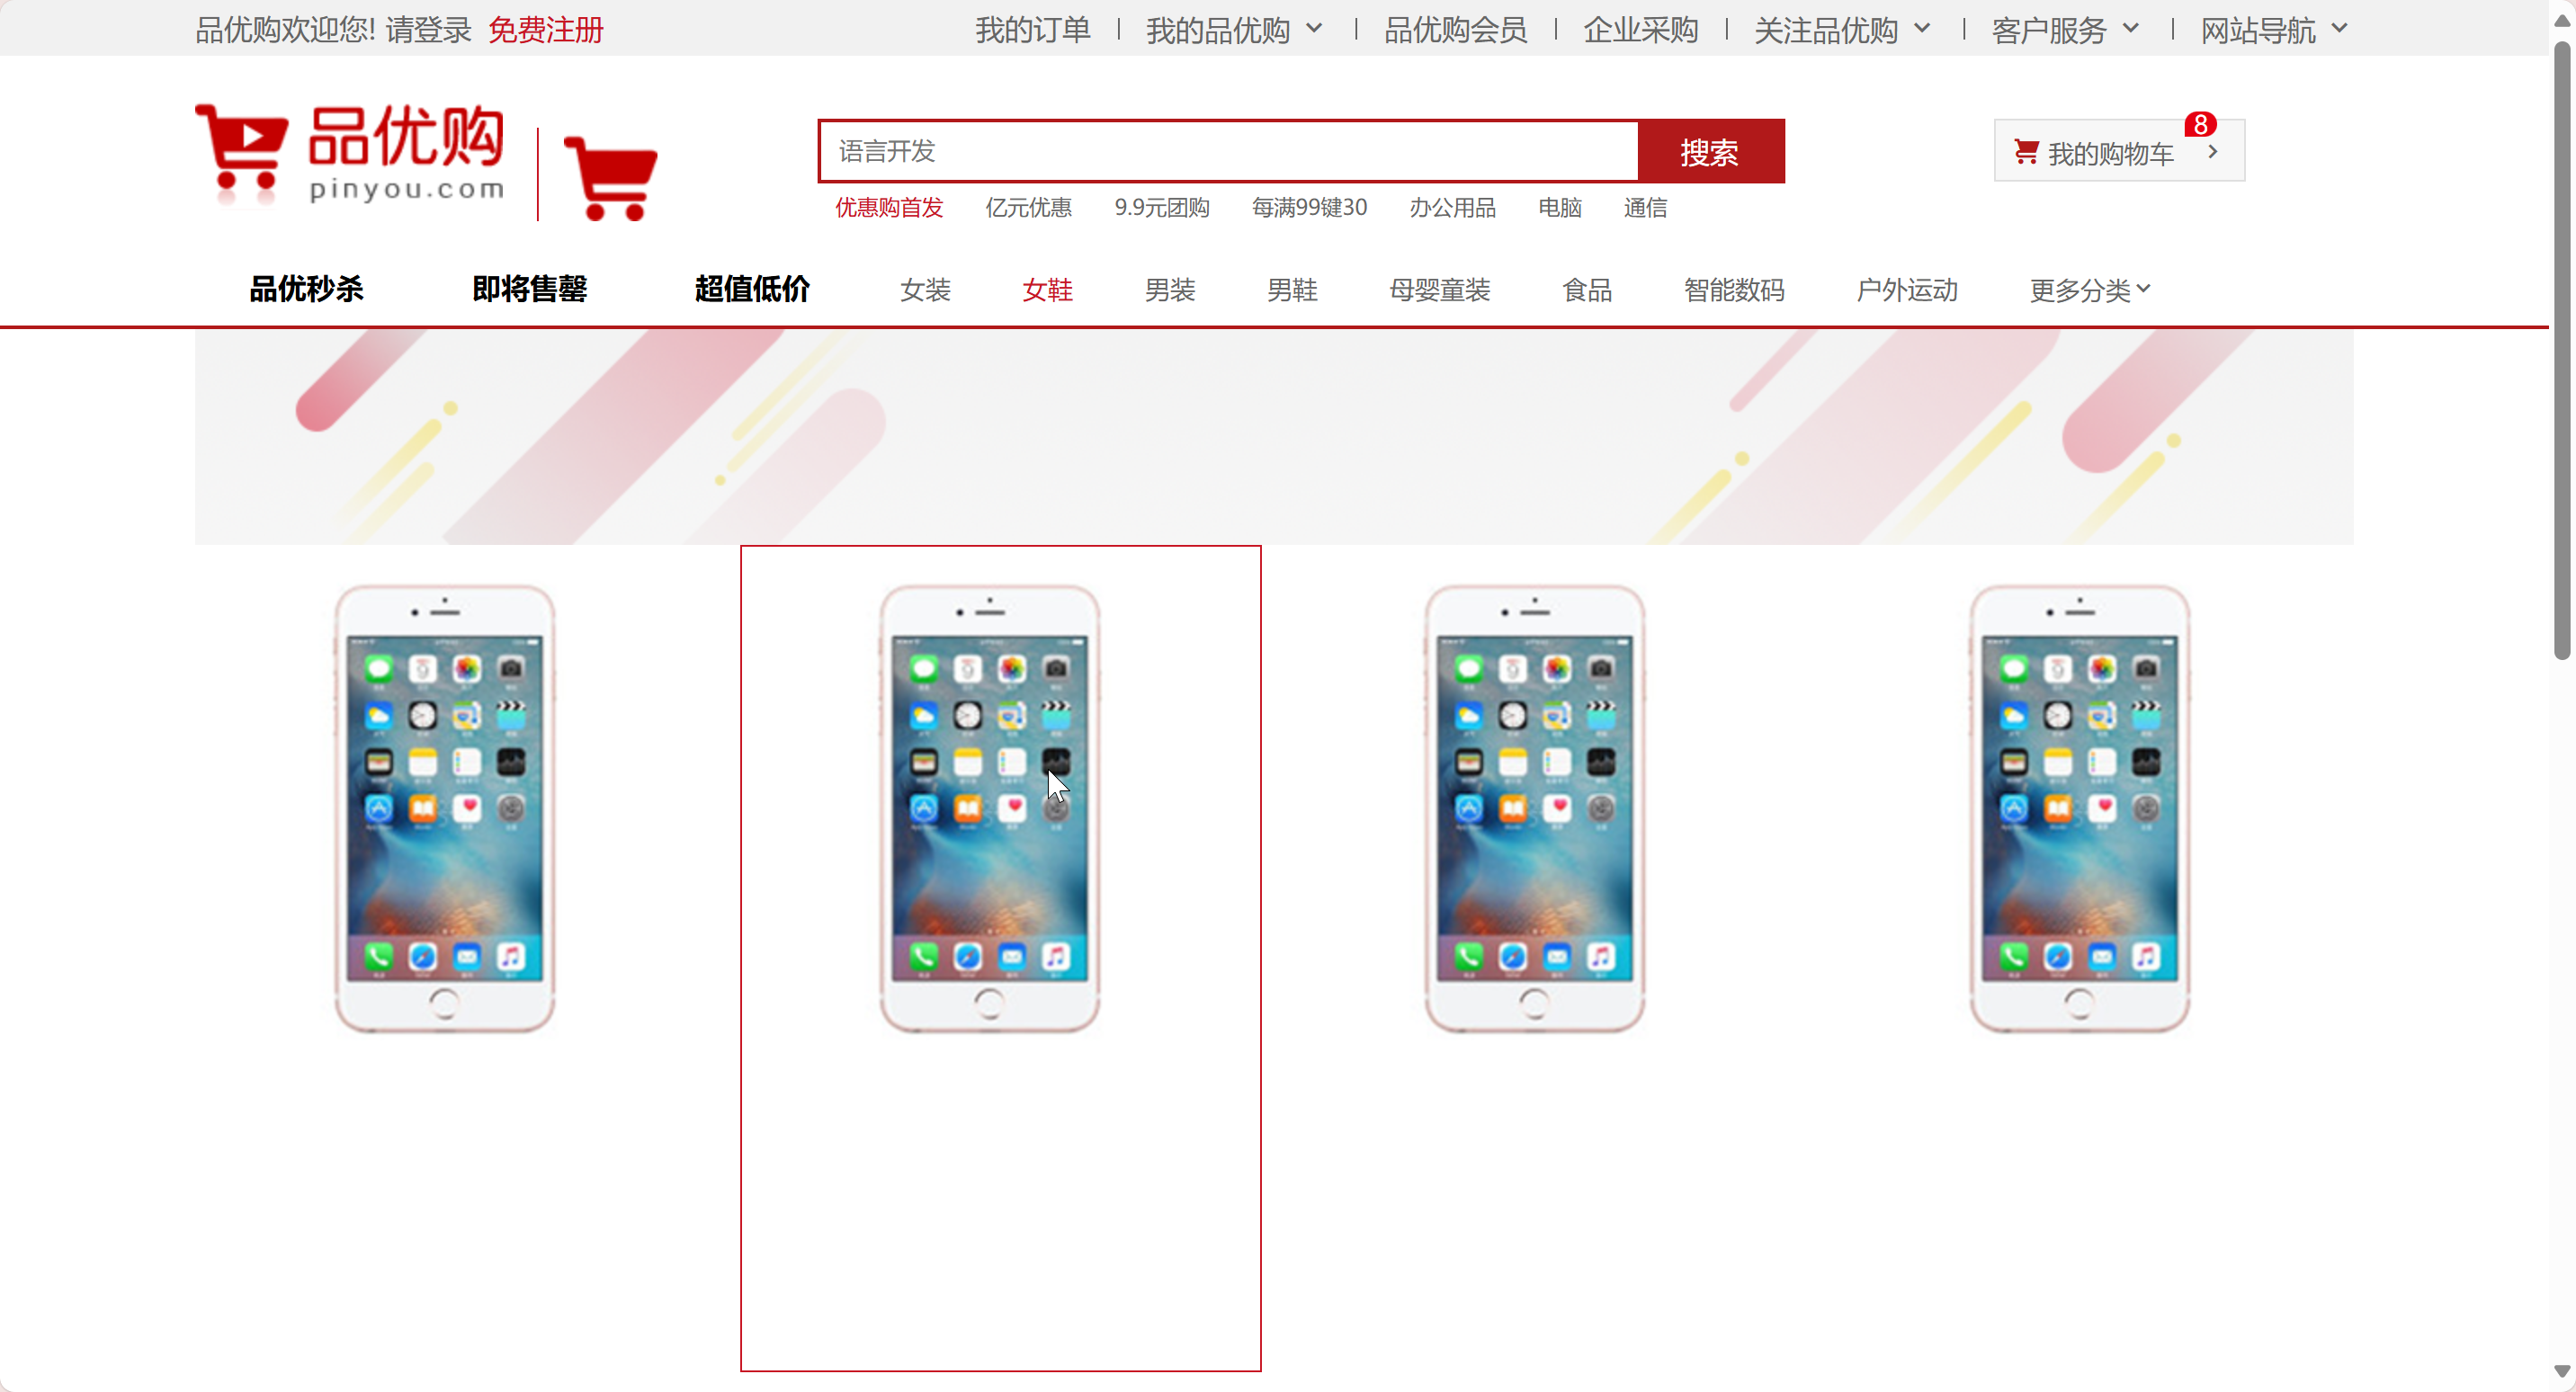 品优购欢迎您! 请登录 免费注册 我的订单 | 我的品优购 | 品优购会员 | 企业采购 | 关注品优购 | 客户服务 | 网站导航
品优购
pinyou.com
语言开发 搜索
8
我的购物车
优惠购首发 亿元优惠 9.9元团购 每满99键30 办公用品 电脑 通信
品优秒杀 即将售罄 超值低价 女装 女鞋 男装 男鞋 母婴童装 食品 智能数码 户外运动 更多分类